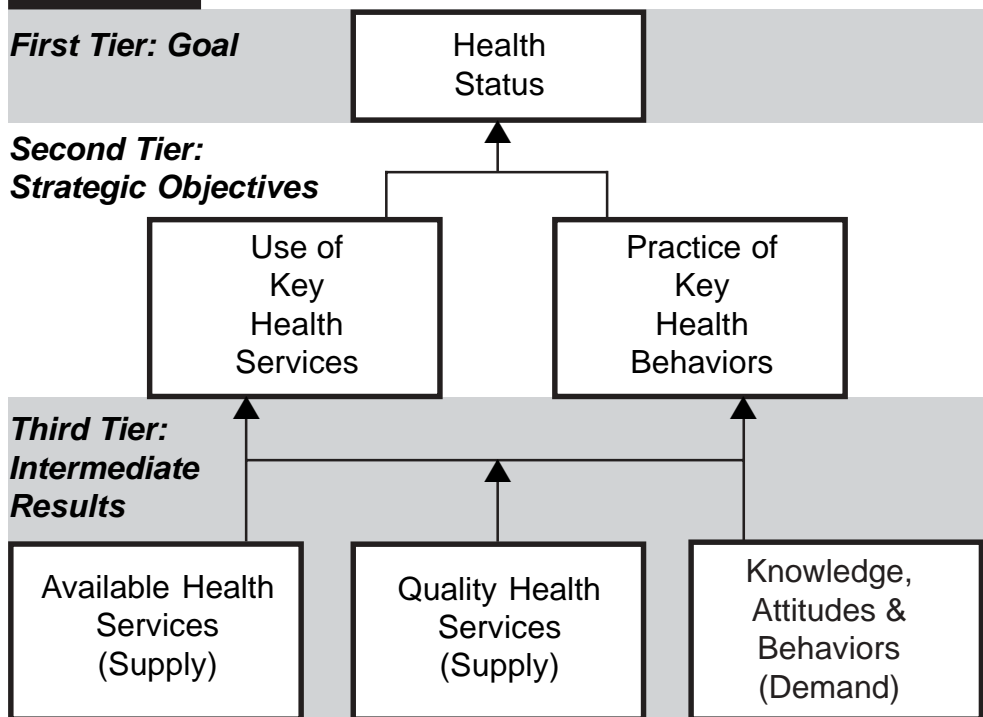 First Tier: Goal
Health
Status
Second Tier:
Strategic Objectives
Use of
Key
Health
Services
Practice of
Key
Health
Behaviors
Third Tier:
Intermediate
Results
Available Health
Services
(Supply)
Quality Health
Services
(Supply)
Knowledge,
Attitudes &
Behaviors
(Demand)